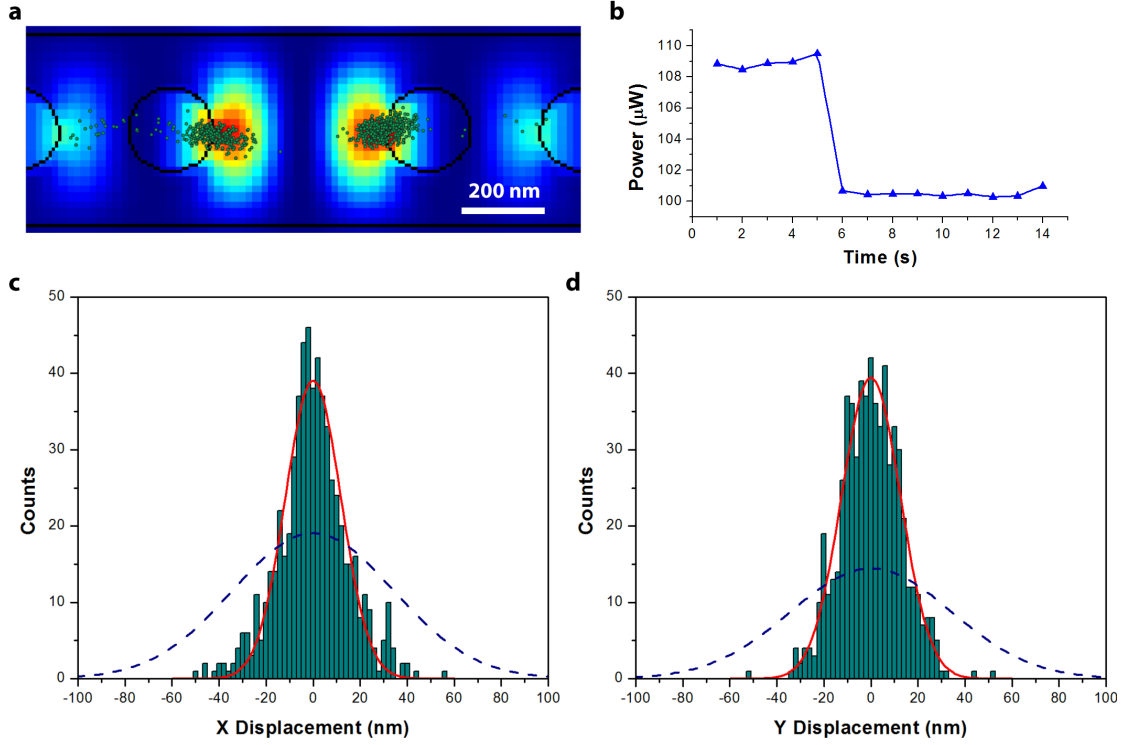 a
200 nm
b
110
108
106
104
102
100
Power (μW)
0 2 4 6 8 10 12 14
Time (s)
c
50
40
30
20
10
0
Counts
-100 -80 -60 -40 -20 0 20 40 60 80 100
X Displacement (nm)
d
50
40
30
20
10
0
Counts
-100 -80 -60 -40 -20 0 20 40 60 80 100
Y Displacement (nm)